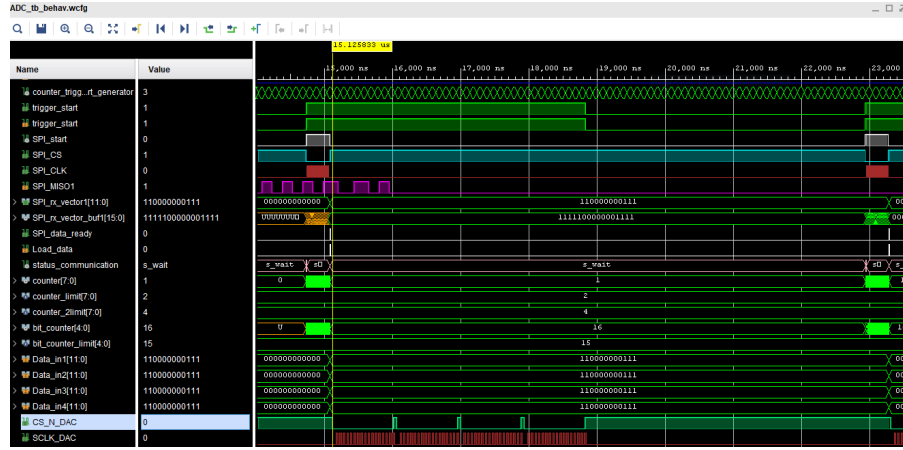 ADC_tb_behav.wcfg
15.125833 us
Name Value
15,000 ns 16,000 ns 17,000 ns 18,000 ns 19,000 ns 20,000 ns 21,000 ns 22,000 ns 23,000
counter_trigg...rt_generator 3
trigger_start 1
trigger_start 1
SPI_start 0
SPI_CS 1
SPI_CLK 0
SPI_MISO1 1
SPI_rx_vector1[11:0] 110000000111 000000000000 110000000111 00
SPI_rx_vector_buf1[15:0] 1111100000001111 UUUUUUUU 1111100000001111 00
SPI_data_ready 0
Load_data 0
status_communication s_wait s_wait s_wait
counter[7:0] 1 0 1
counter_limit[7:0] 2 2
counter_2limit[7:0] 4 4
bit_counter[4:0] 16 U 16
bit_counter_limit[4:0] 15 15
Data_in1[11:0] 110000000111 000000000000 110000000111 00
Data_in2[11:0] 110000000111 000000000000 110000000111 00
Data_in3[11:0] 110000000111 000000000000 110000000111 00
Data_in4[11:0] 110000000111 000000000000 110000000111 00
CS_N_DAC 0
SCLK_DAC 0